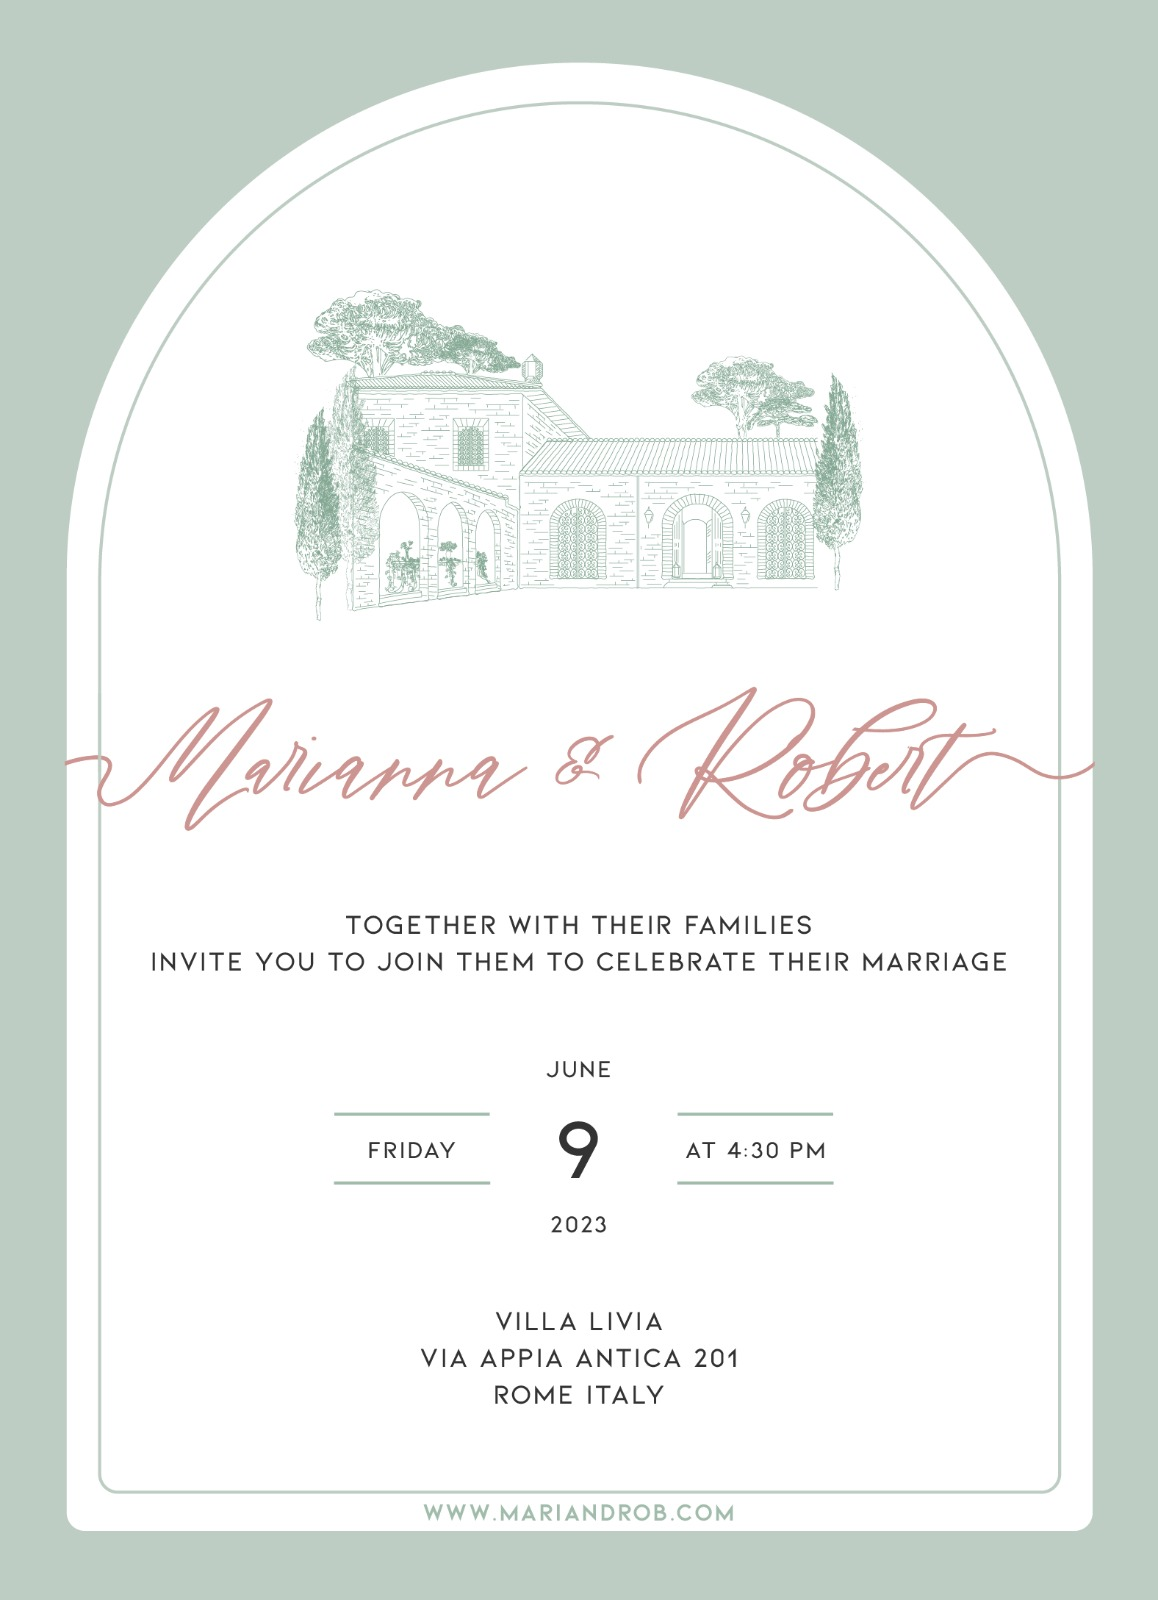 Marianna & Robert
TOGETHER WITH THEIR FAMILIES
INVITE YOU TO JOIN THEM TO CELEBRATE THEIR MARRIAGE
JUNE
FRIDAY 9 AT 4:30 PM
2023
VILLA LIVIA
VIA APPIA ANTICA 201
ROME ITALY
WWW.MARIANDROB.COM